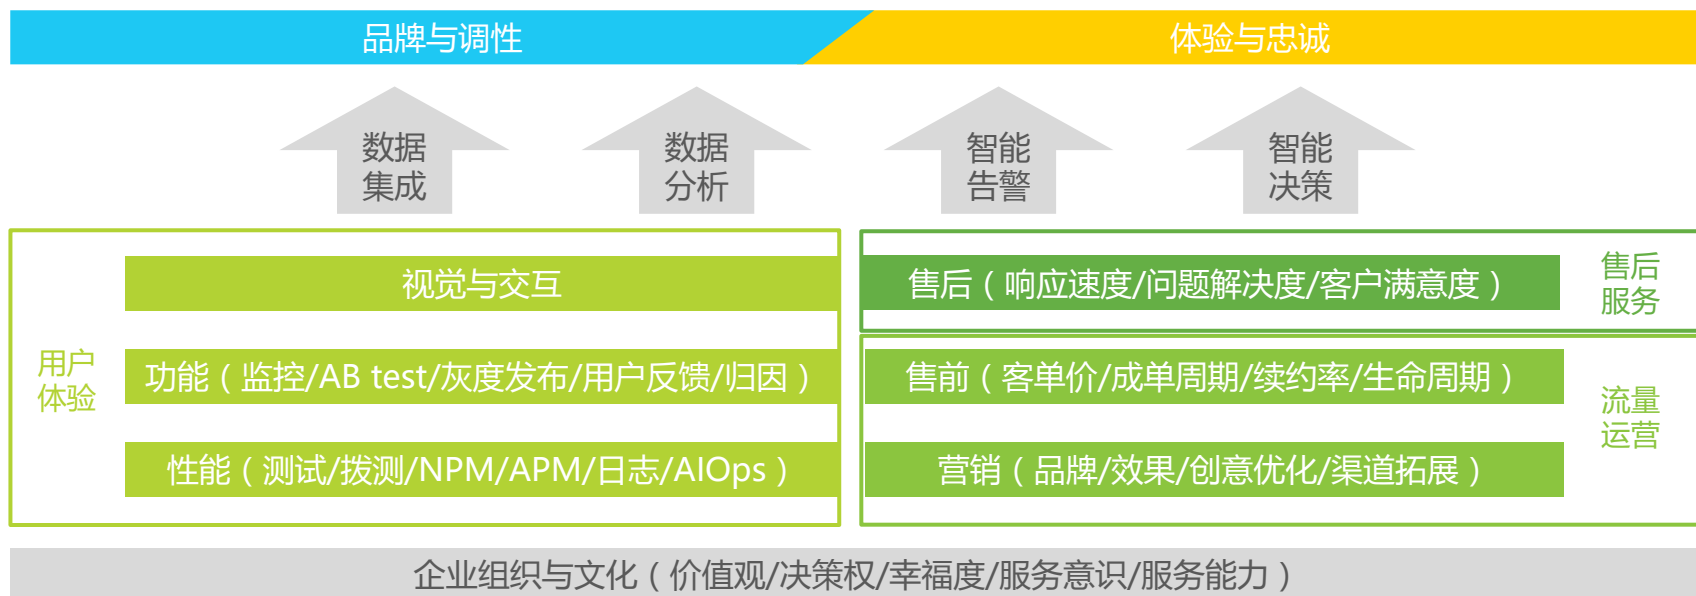 品牌与调性
体验与忠诚
数据
集成
数据
分析
智能
告警
智能
决策
用户
体验
视觉与交互
功能（监控/AB test/灰度发布/用户反馈/归因）
性能（测试/拨测/NPM/APM/日志/AIOps）
售后（响应速度/问题解决度/客户满意度）
售后
服务
售前（客单价/成单周期/续约率/生命周期）
营销（品牌/效果/创意优化/渠道拓展）
流量
运营
企业组织与文化（价值观/决策权/幸福度/服务意识/服务能力）